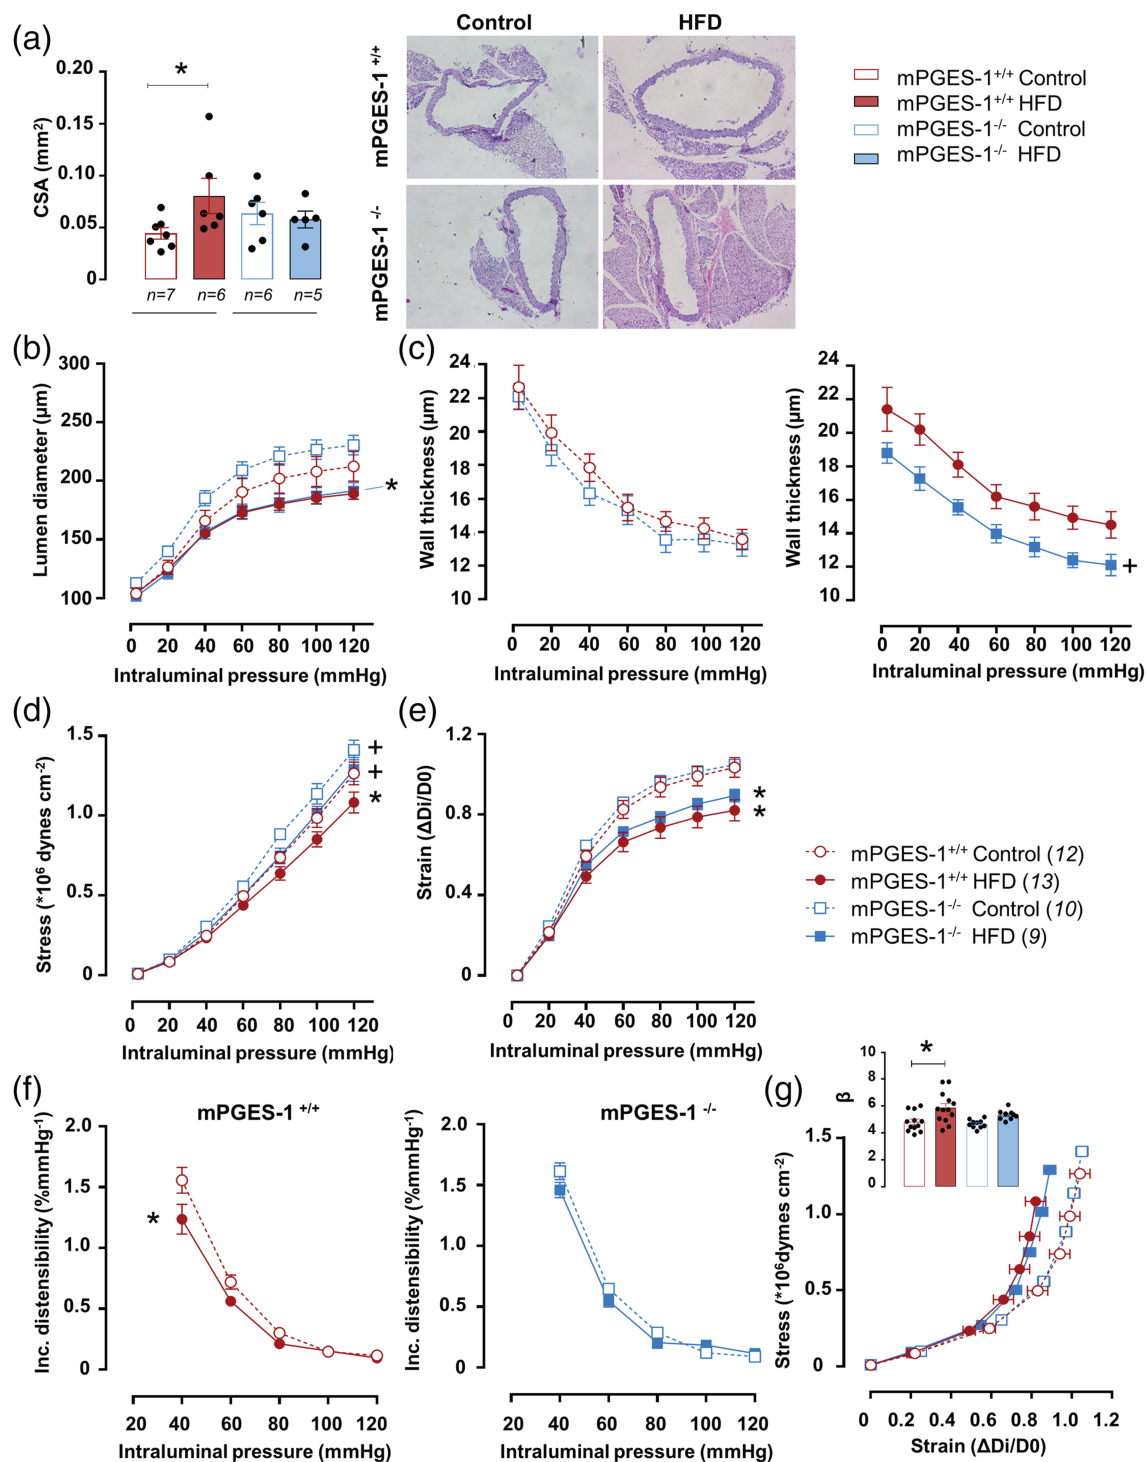 (a)
CSA (mm²)
0.20
0.15
0.10
0.05
0
*
n=7 n=6 n=6 n=5
Control HFD
mPGES-1 +/+
mPGES-1 -/-
mPGES-1+/+ Control
mPGES-1+/+ HFD
mPGES-1-/- Control
mPGES-1-/- HFD
(b)
Lumen diameter (μm)
300
250
200
150
100
*
0 20 40 60 80 100 120
Intraluminal pressure (mmHg)
(c)
Wall thickness (μm)
24
22
20
18
16
14
12
10
0 20 40 60 80 100 120
Intraluminal pressure (mmHg)
Wall thickness (μm)
24
22
20
18
16
14
12
10
+
0 20 40 60 80 100 120
Intraluminal pressure (mmHg)
(d)
Stress (*10⁶ dynes cm⁻²)
1.5
1.0
0.5
0
+
+
*
0 20 40 60 80 100 120
Intraluminal pressure (mmHg)
(e)
Strain (ΔDi/D0)
1.2
0.8
0.4
0
*
*
0 20 40 60 80 100 120
Intraluminal pressure (mmHg)
mPGES-1+/+ Control (12)
mPGES-1+/+ HFD (13)
mPGES-1-/- Control (10)
mPGES-1-/- HFD (9)
(f)
mPGES-1 +/+
Inc. distensibility (%mmHg⁻¹)
2.0
1.5
1.0
0.5
0
*
20 40 60 80 100 120
Intraluminal pressure (mmHg)
mPGES-1 -/-
Inc. distensibility (%mmHg⁻¹)
2.0
1.5
1.0
0.5
0
20 40 60 80 100 120
Intraluminal pressure (mmHg)
(g)
β
10
8
6
4
2
0
*
Stress (*10⁶dymes cm⁻²)
1.5
1.0
0.5
0
0 0.2 0.4 0.6 0.8 1.0 1.2
Strain (ΔDi/D0)